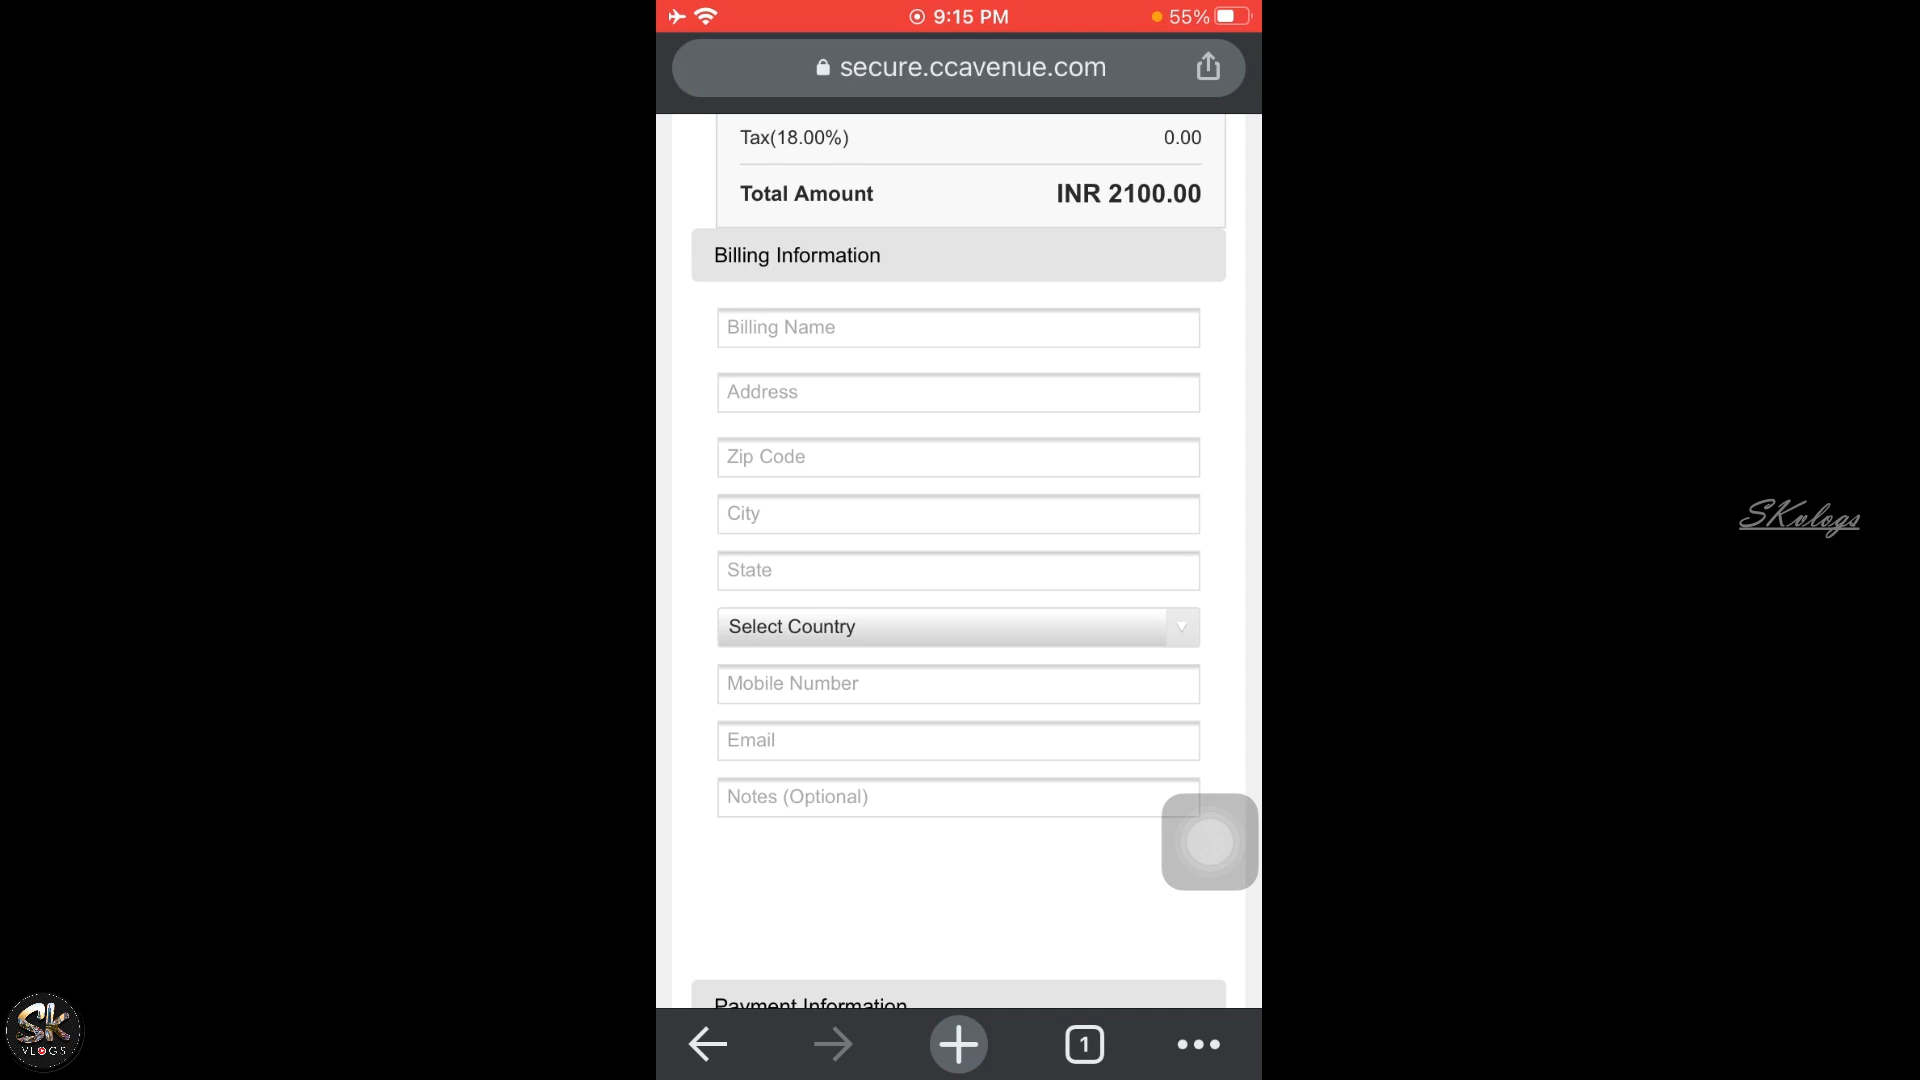 9:15 PM
55%
secure.ccavenue.com
Tax(18.00%) 0.00
Total Amount INR 2100.00
Billing Information
Billing Name
Address
Zip Code
City
State
Select Country
Mobile Number
Email
Notes (Optional)
Payment Information
1
SKvlogs
SK
VLOGS